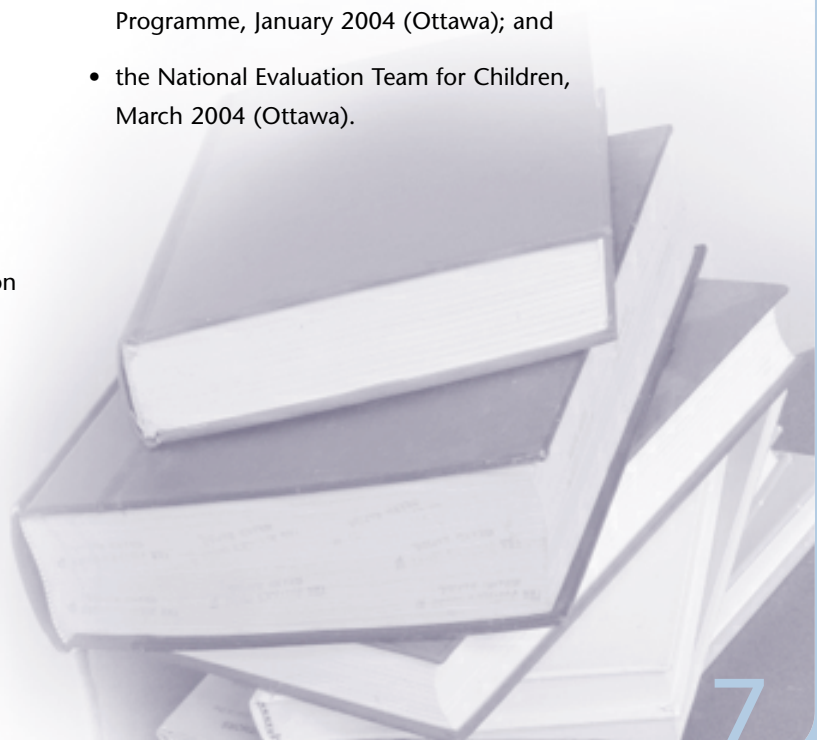 Programme, January 2004 (Ottawa); and
• the National Evaluation Team for Children,
March 2004 (Ottawa).
on
7